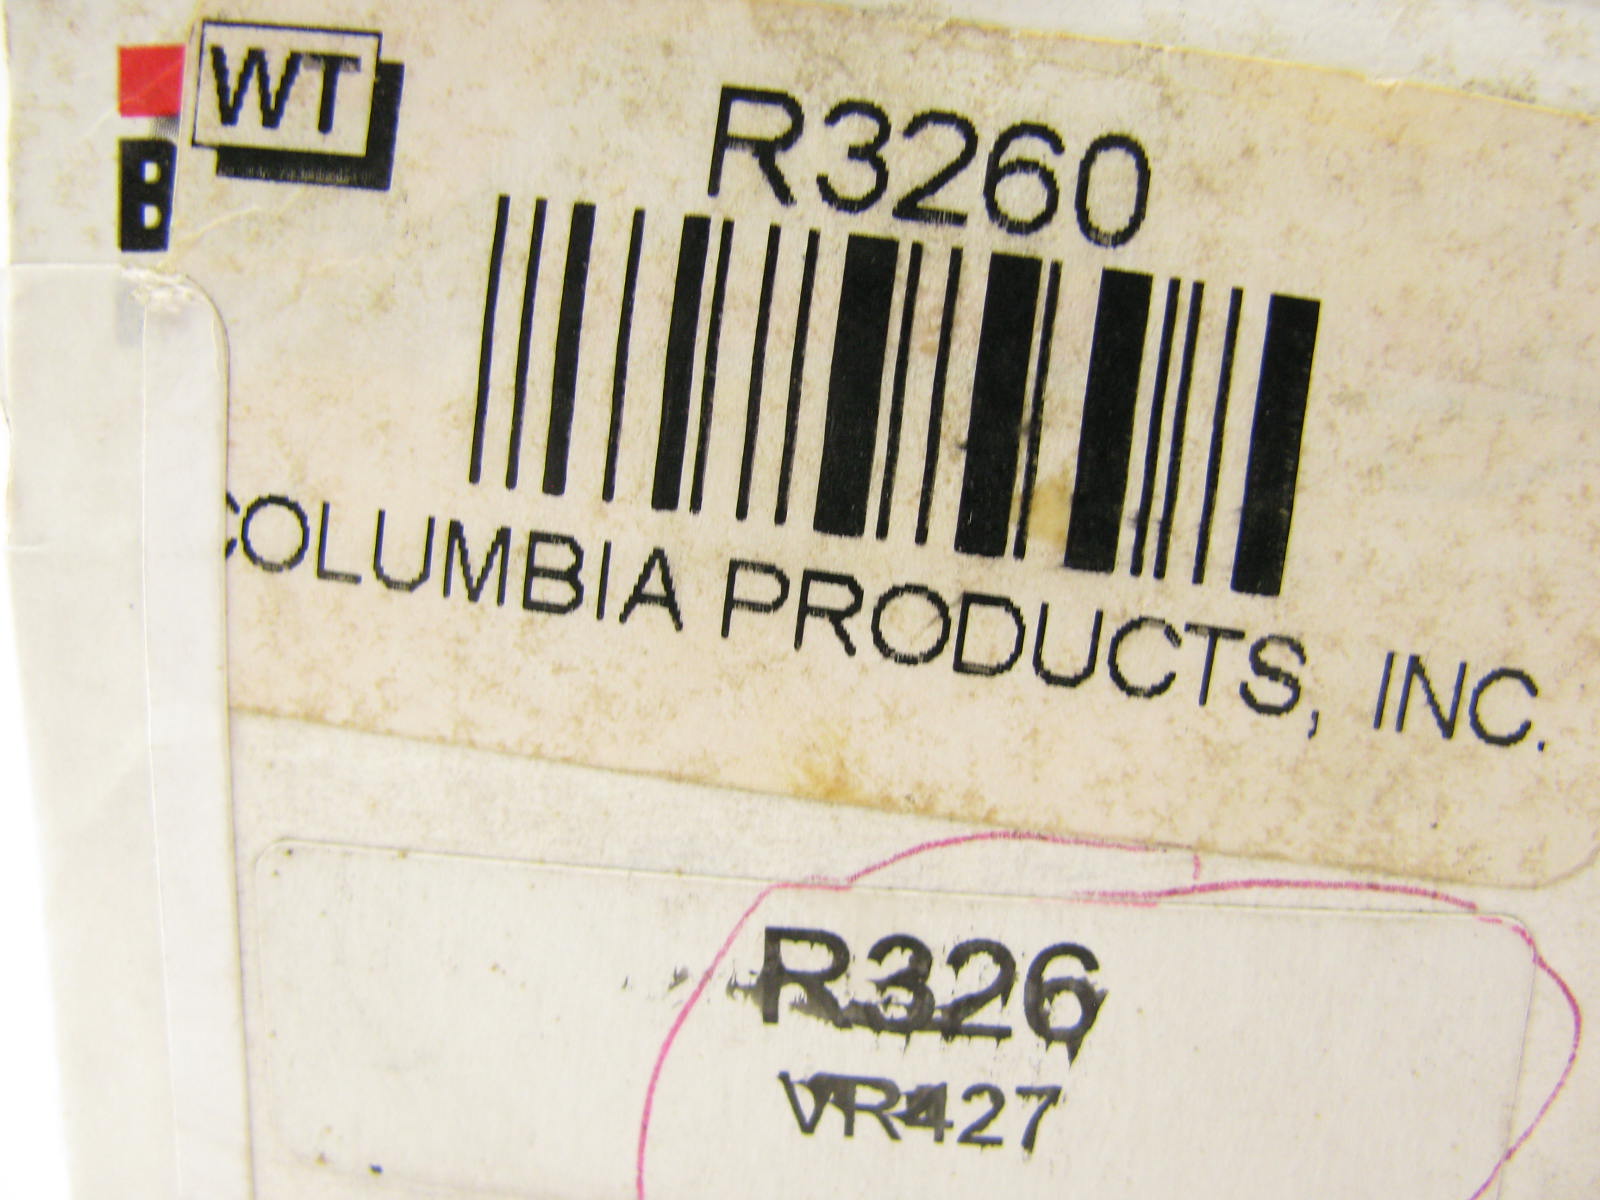 WT
R3260
B
COLUMBIA PRODUCTS, INC.
R326
VR427